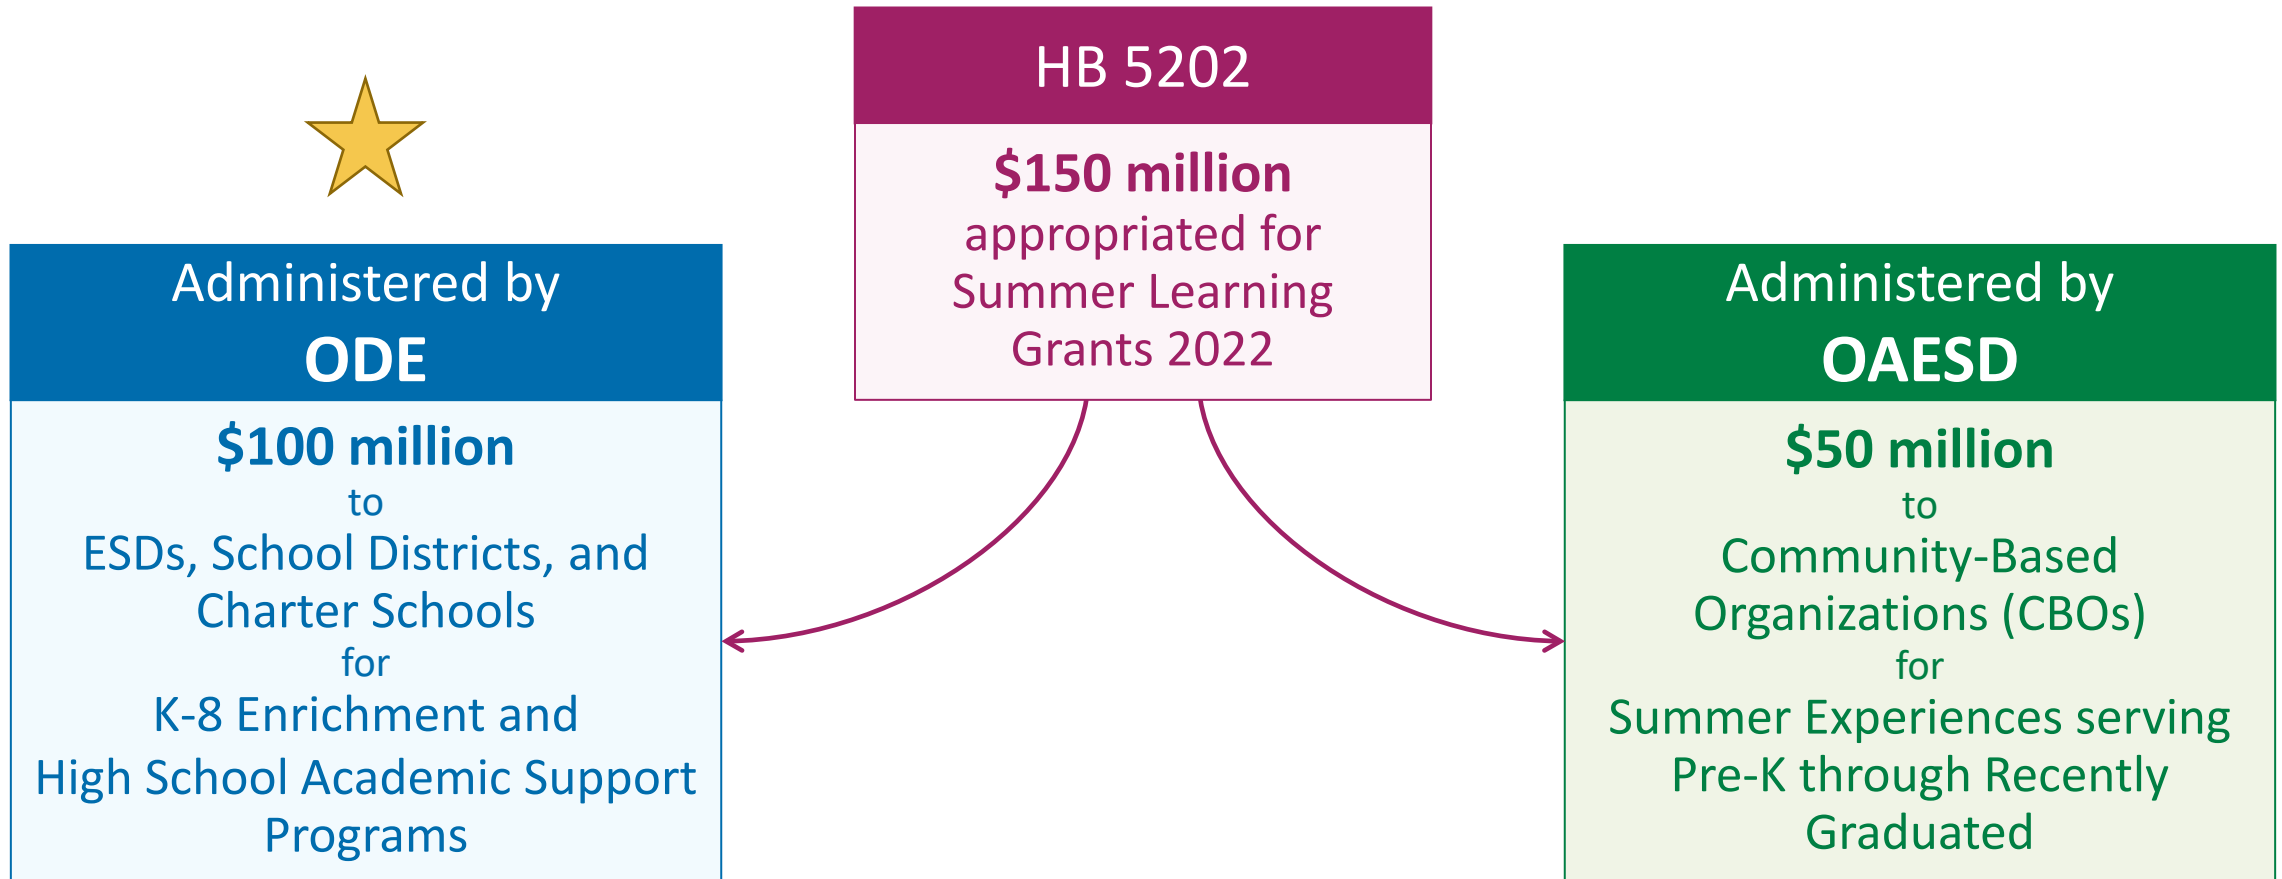 HB 5202
$150 million
appropriated for
Summer Learning
Grants 2022
Administered by
ODE
$100 million
to
ESDs, School Districts, and
Charter Schools
for
K-8 Enrichment and
High School Academic Support
Programs
Administered by
OAESD
$50 million
to
Community-Based
Organizations (CBOs)
for
Summer Experiences serving
Pre-K through Recently
Graduated